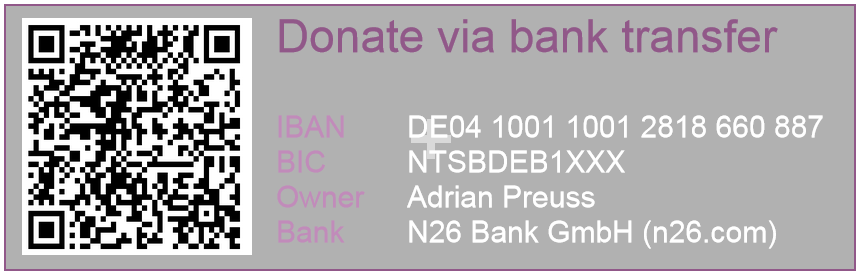 Donate via bank transfer
IBAN DE04 1001 1001 2818 660 887
BIC NTSBDEB1XXX
Owner Adrian Preuss
Bank N26 Bank GmbH (n26.com)